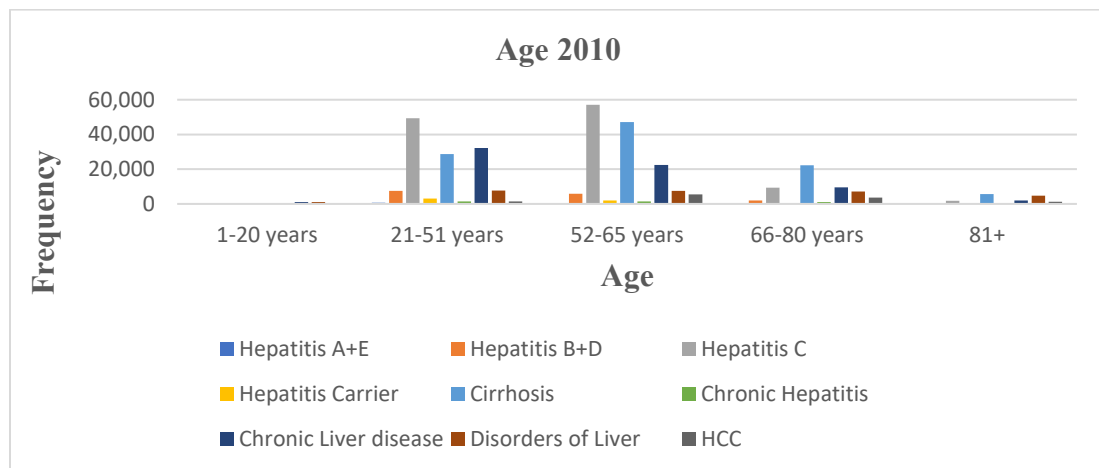 Age 2010
60,000
40,000
20,000
0
Frequency
1-20 years 21-51 years 52-65 years 66-80 years 81+
Age
Hepatitis A+E Hepatitis B+D Hepatitis C
Hepatitis Carrier Cirrhosis Chronic Hepatitis
Chronic Liver disease Disorders of Liver HCC